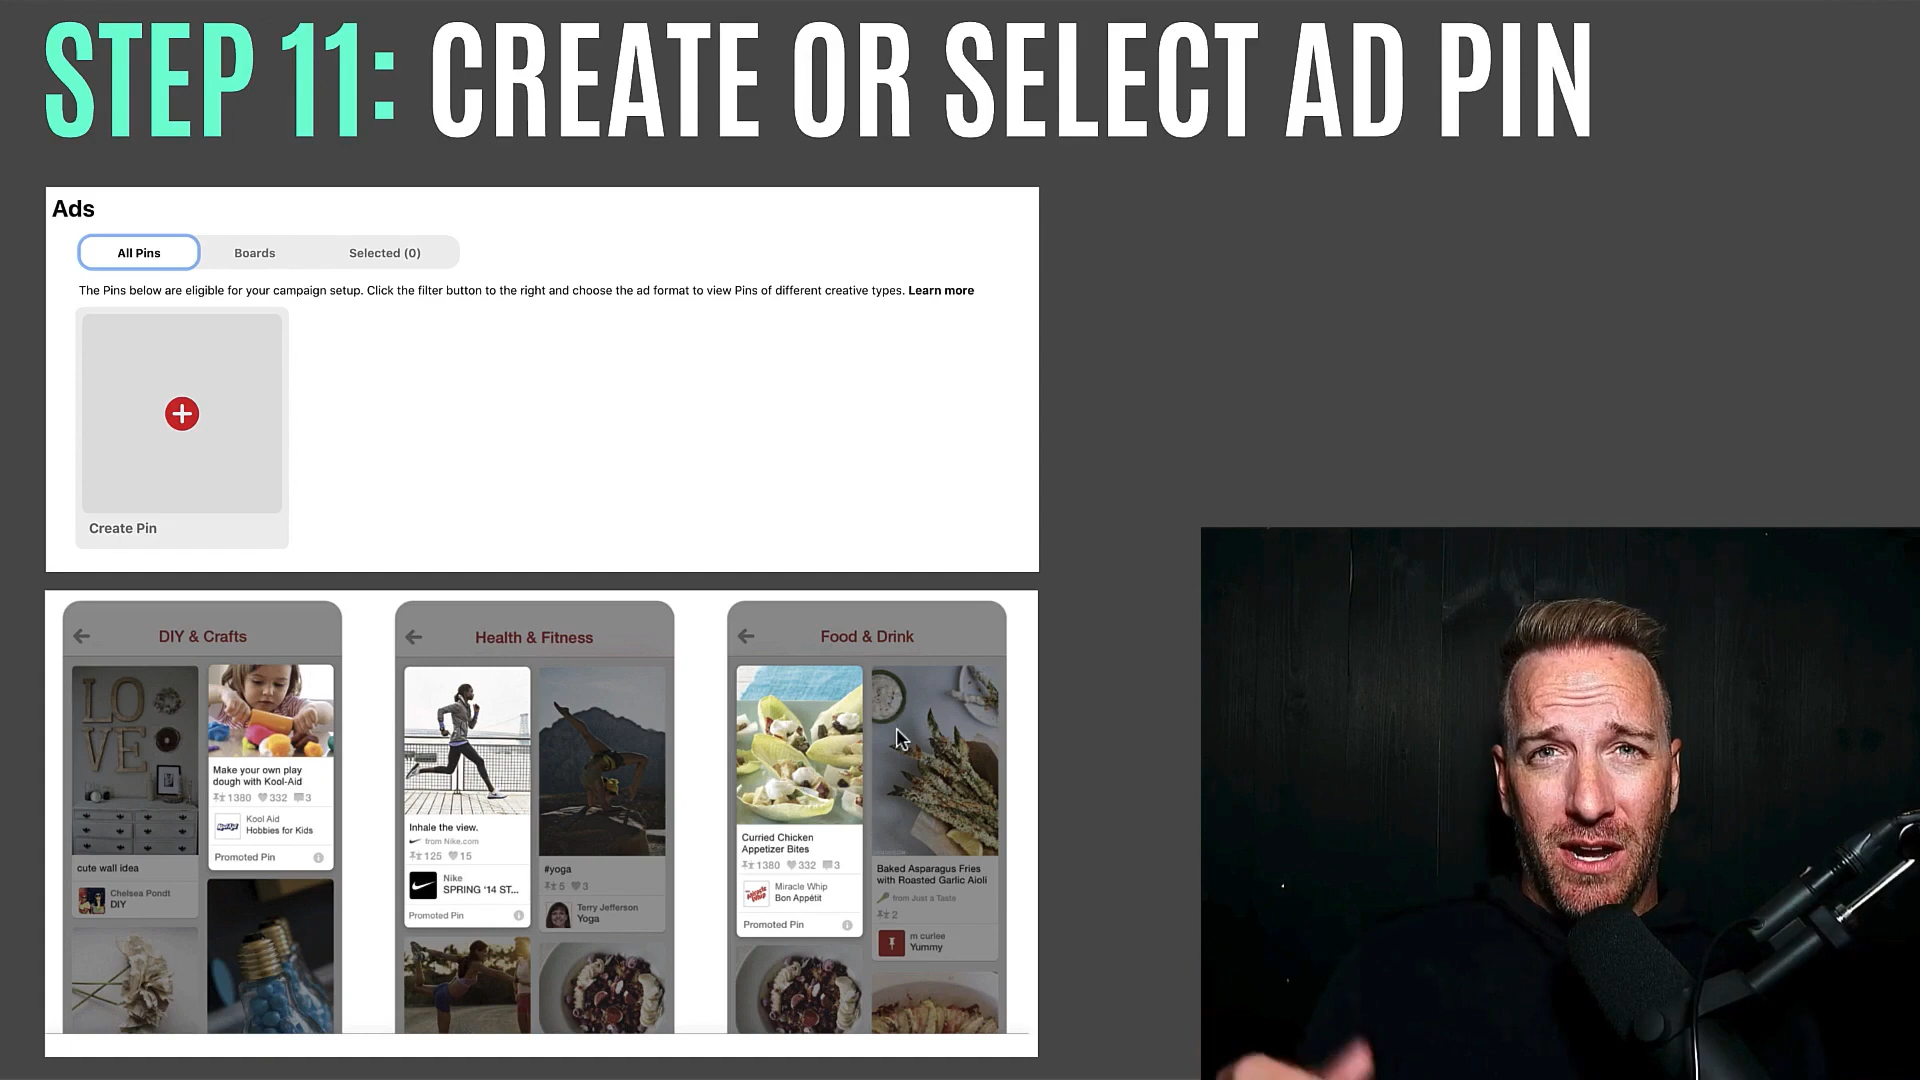 STEP 11: CREATE OR SELECT AD PIN
Ads
All Pins
Boards
Selected (0)
The Pins below are eligible for your campaign setup. Click the filter button to the right and choose the ad format to view Pins of different creative types. Learn more
Create Pin
DIY & Crafts
LO
VE
cute wall idea
Chelsea Pondt
DIY
Make your own play
dough with Kool-Aid
1380 332 3
Kool Aid
Hobbies for Kids
Promoted Pin
Health & Fitness
Inhale the view.
from Nike.com
125 15
Nike
SPRING '14 ST...
Promoted Pin
#yoga
5 3
Terry Jefferson
Yoga
Food & Drink
Curried Chicken
Appetizer Bites
1380 332 3
Miracle Whip
Bon Appétit
Promoted Pin
Baked Asparagus Fries
with Roasted Garlic Aioli
from Just a Taste
2
m curlee
Yummy